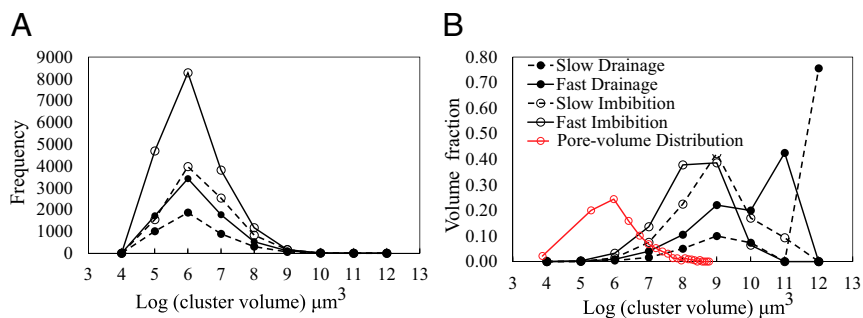 A
9000
8000
7000
6000
5000
4000
3000
2000
1000
0
Frequency
3 4 5 6 7 8 9 10 11 12 13
Log (cluster volume) μm³
B
0.80
0.70
0.60
0.50
0.40
0.30
0.20
0.10
0.00
Volume fraction
Slow Drainage
Fast Drainage
Slow Imbibition
Fast Imbibition
Pore-volume Distribution
3 4 5 6 7 8 9 10 11 12 13
Log (cluster volume) μm³